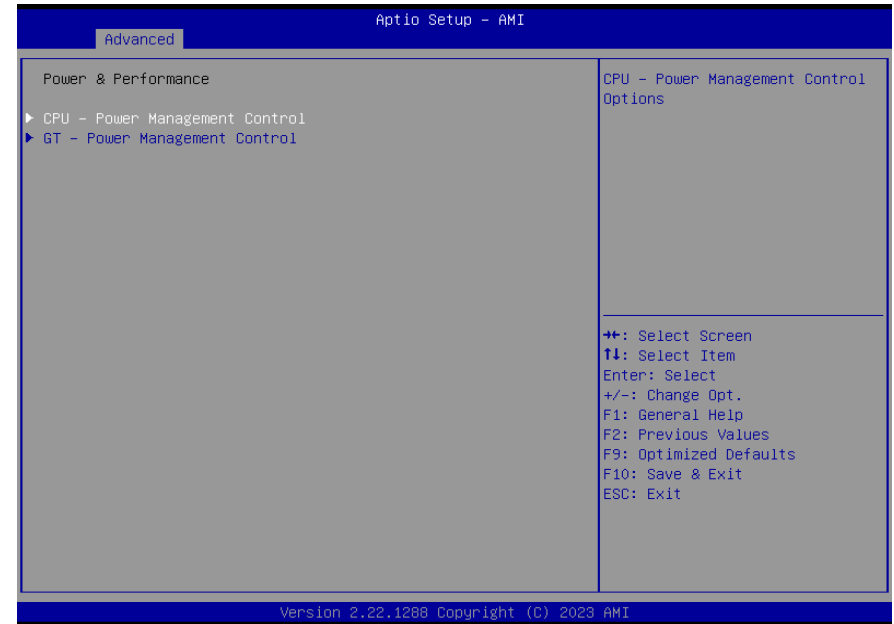 Aptio Setup – AMI
Advanced
Power & Performance
▶ CPU – Power Management Control
▶ GT – Power Management Control
CPU – Power Management Control
Options
→←: Select Screen
↑↓: Select Item
Enter: Select
+/-: Change Opt.
F1: General Help
F2: Previous Values
F9: Optimized Defaults
F10: Save & Exit
ESC: Exit
Version 2.22.1288 Copyright (C) 2023 AMI